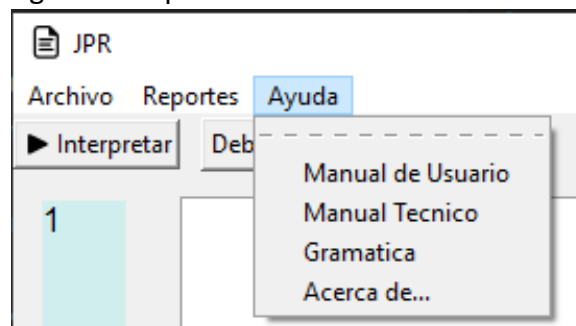 JPR
Archivo Reportes Ayuda
Interpretar Deb
Manual de Usuario
1 Manual Tecnico
Gramatica
Acerca de...